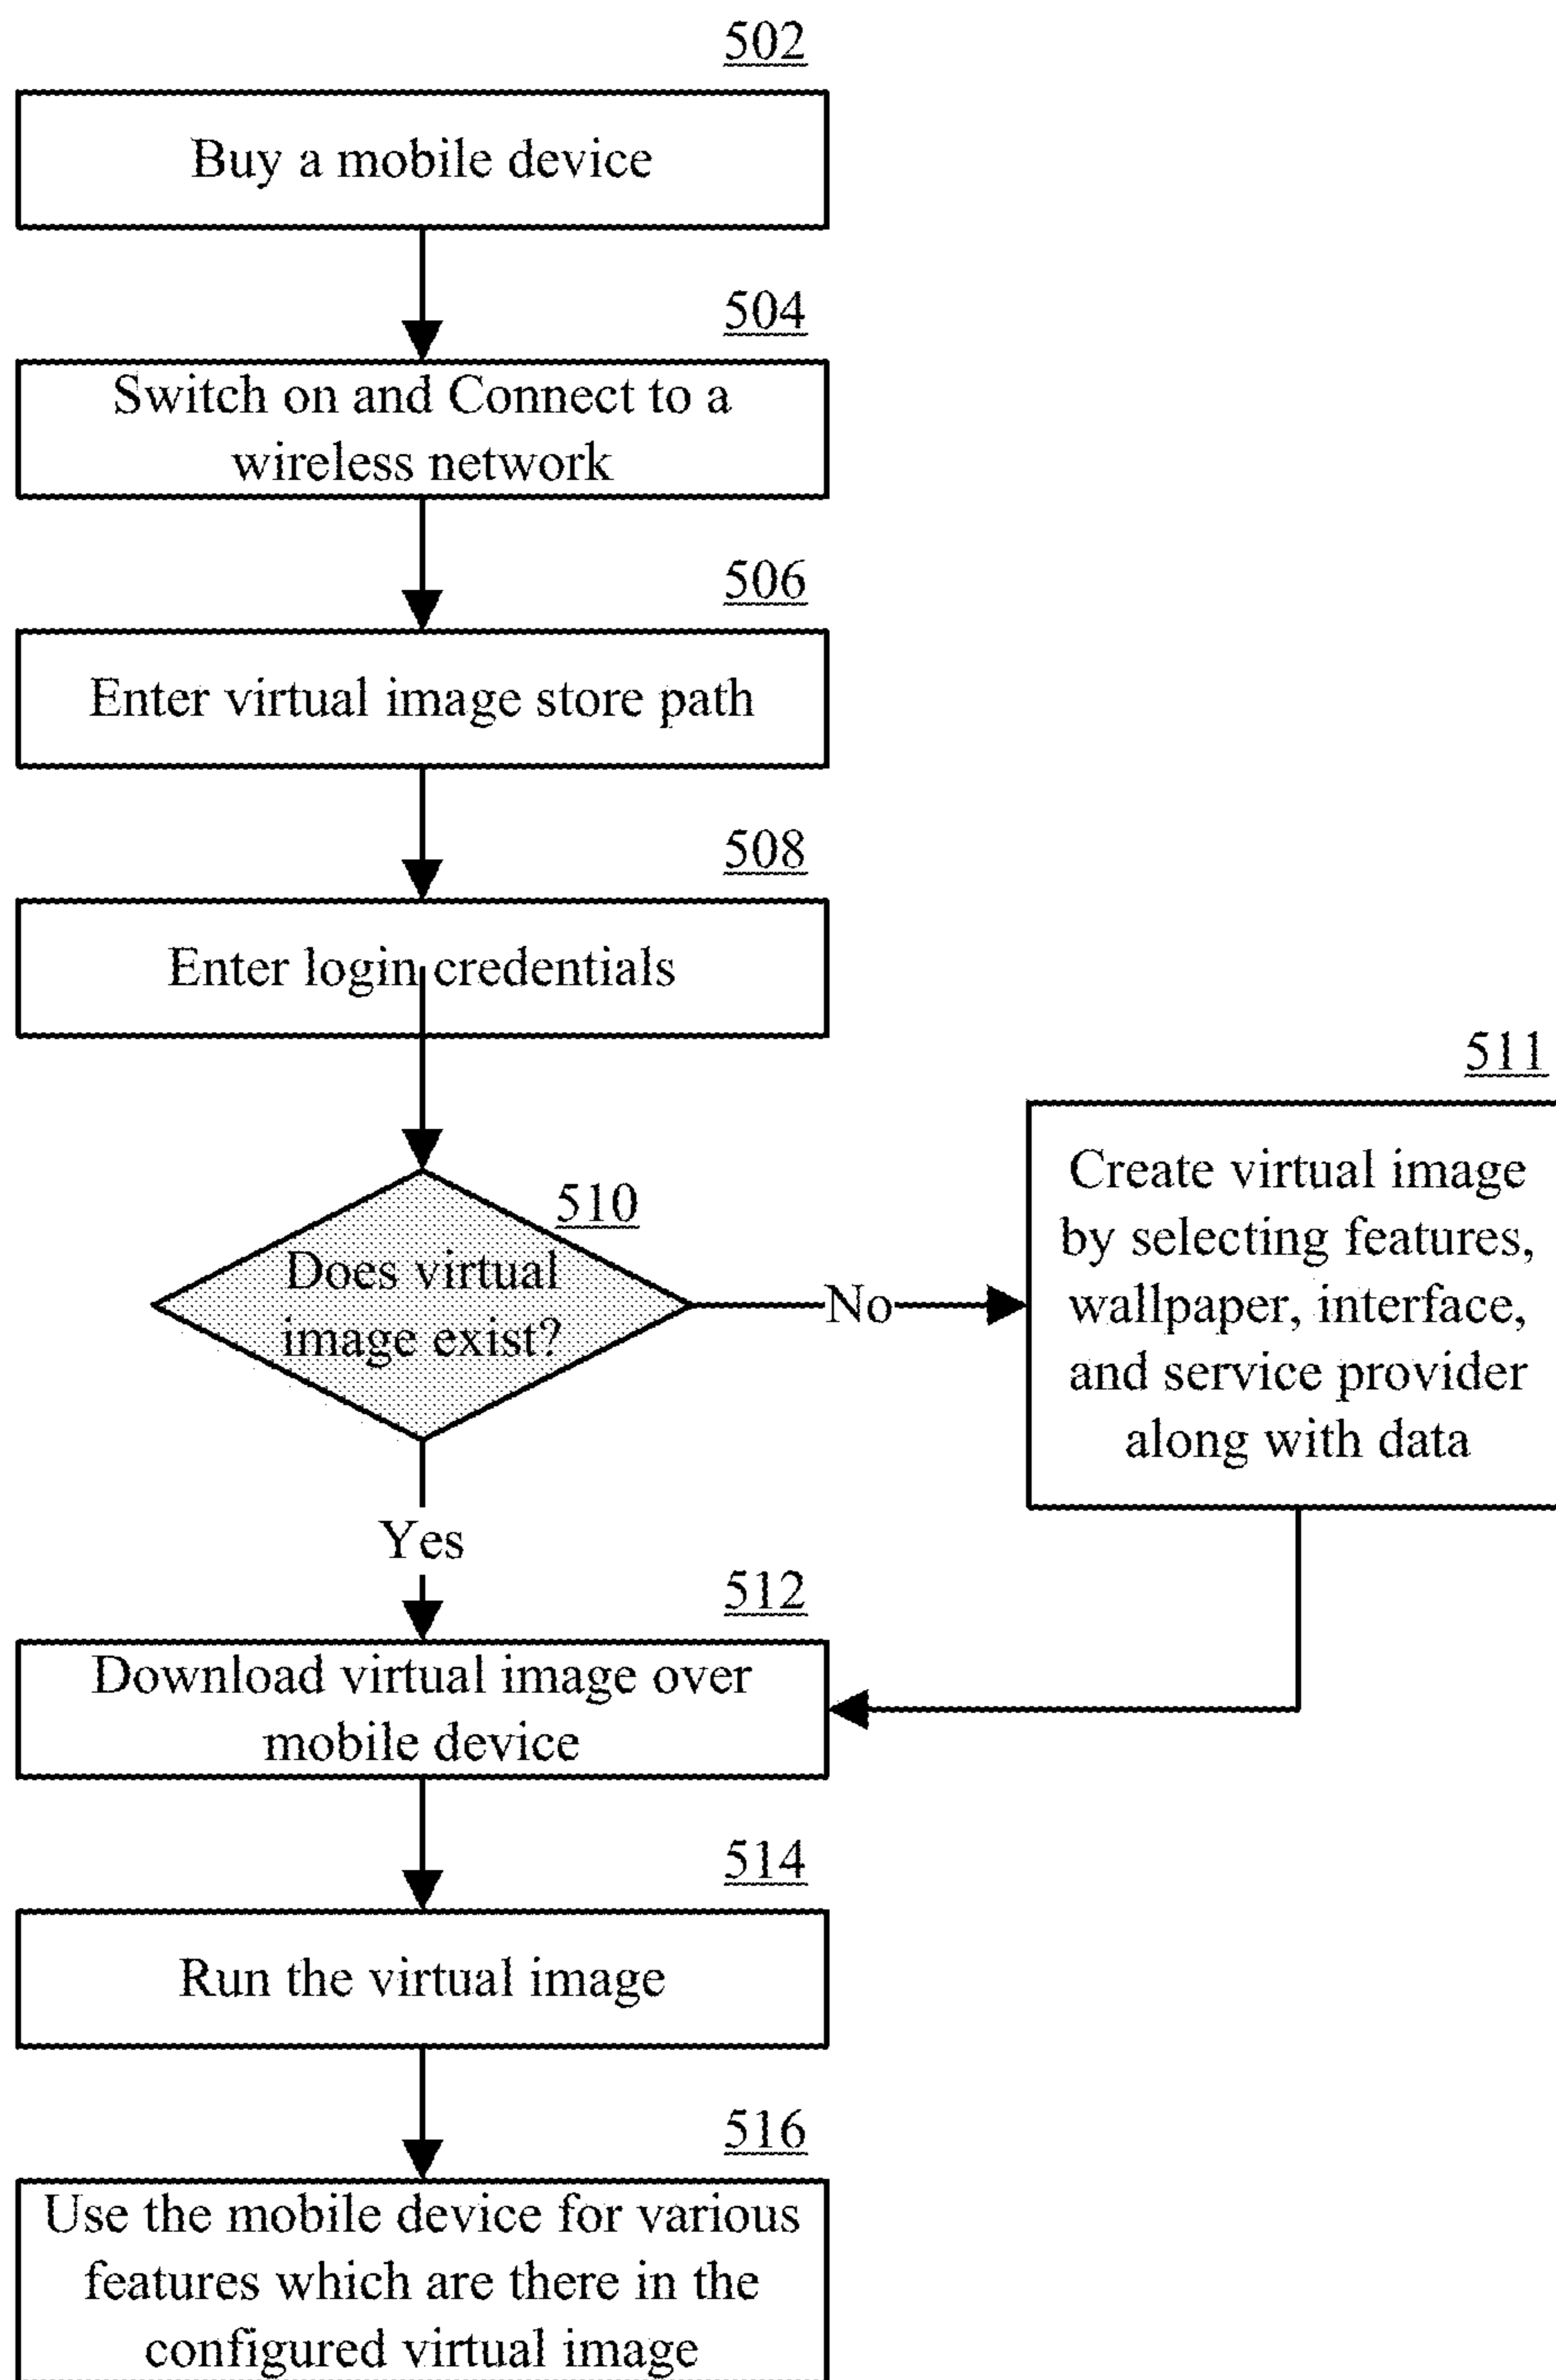 502
Buy a mobile device
504
Switch on and Connect to a
wireless network
506
Enter virtual image store path
508
Enter login credentials
510
Does virtual
image exist?
No
511
Create virtual image
by selecting features,
wallpaper, interface,
and service provider
along with data
Yes
512
Download virtual image over
mobile device
514
Run the virtual image
516
Use the mobile device for various
features which are there in the
configured virtual image